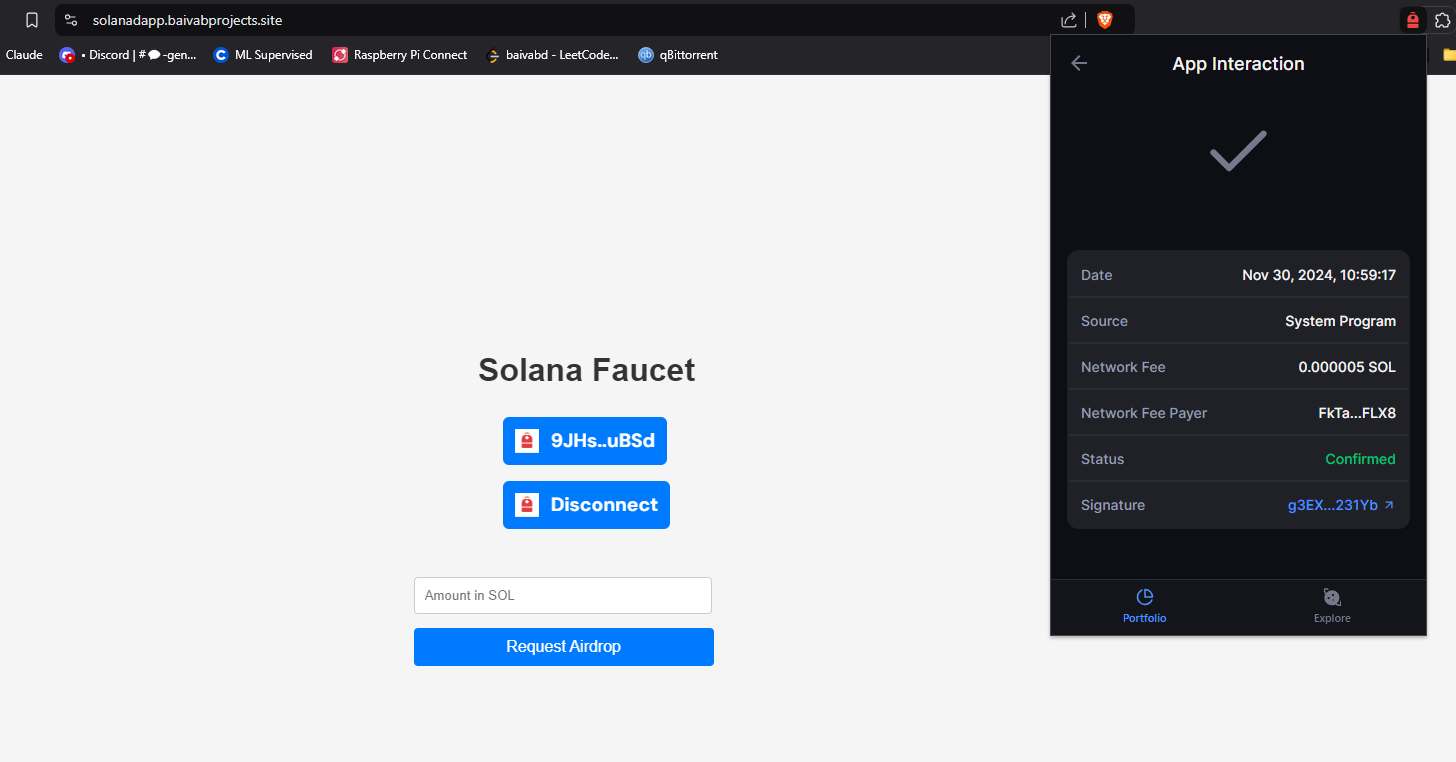 solanadapp.baivabprojects.site
Claude
• Discord | #💬-gen...
ML Supervised
Raspberry Pi Connect
baivabd - LeetCode...
qb
qBittorrent
Solana Faucet
9JHs..uBSd
Disconnect
Amount in SOL
Request Airdrop
App Interaction
Date Nov 30, 2024, 10:59:17
Source System Program
Network Fee 0.000005 SOL
Network Fee Payer FkTa...FLX8
Status Confirmed
Signature g3EX...231Yb
Portfolio
Explore